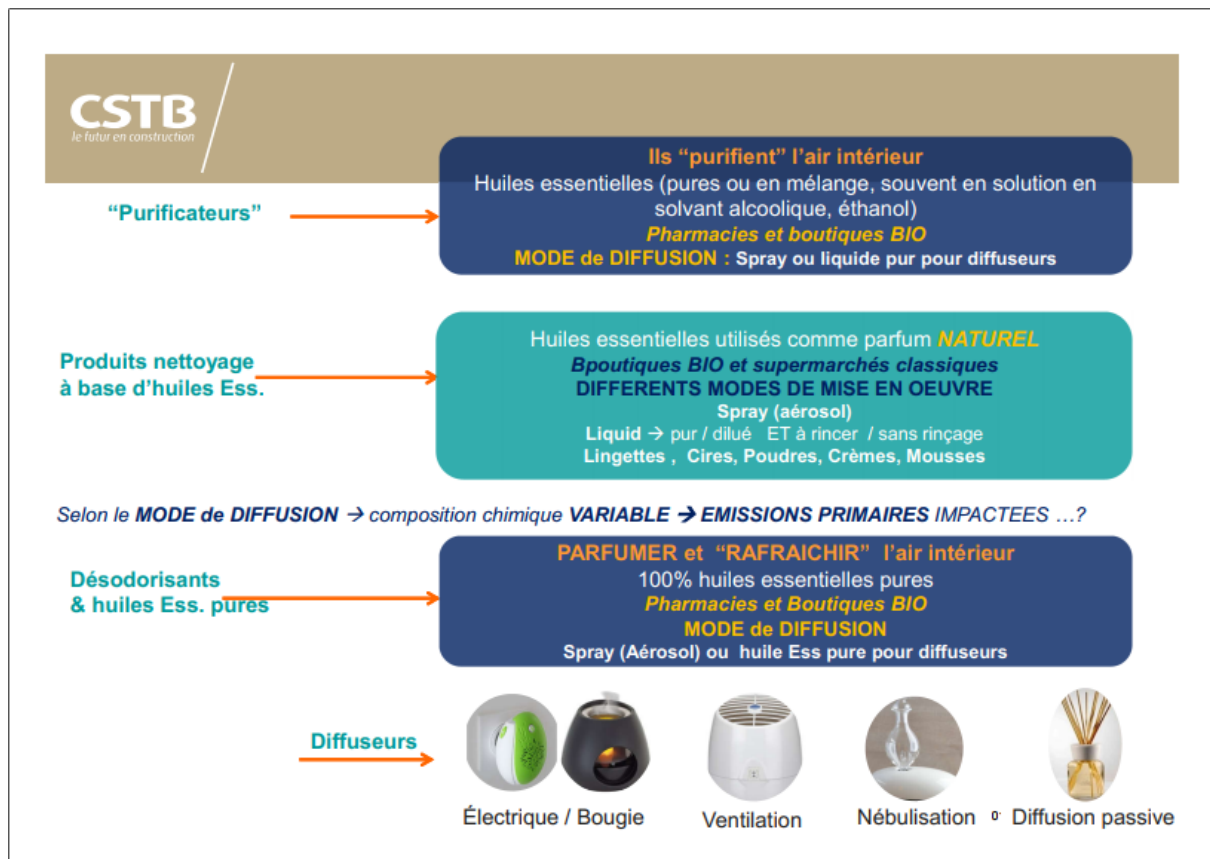 CSTB
le futur en construction
Ils “purifient” l’air intérieur
Huiles essentielles (pures ou en mélange, souvent en solution en
solvant alcoolique, éthanol)
Pharmacies et boutiques BIO
MODE de DIFFUSION : Spray ou liquide pur pour diffuseurs
“Purificateurs”
Huiles essentielles utilisés comme parfum NATUREL
Bpoutiques BIO et supermarchés classiques
DIFFERENTS MODES DE MISE EN OEUVRE
Spray (aérosol)
Liquid → pur / dilué ET à rincer / sans rinçage
Lingettes , Cires, Poudres, Crèmes, Mousses
Produits nettoyage
à base d’huiles Ess.
Selon le MODE de DIFFUSION → composition chimique VARIABLE → EMISSIONS PRIMAIRES IMPACTEES …?
PARFUMER et “RAFRAICHIR” l’air intérieur
100% huiles essentielles pures
Pharmacies et Boutiques BIO
MODE de DIFFUSION
Spray (Aérosol) ou huile Ess pure pour diffuseurs
Désodorisants
& huiles Ess. pures
Diffuseurs
Électrique / Bougie
Ventilation
Nébulisation
Diffusion passive